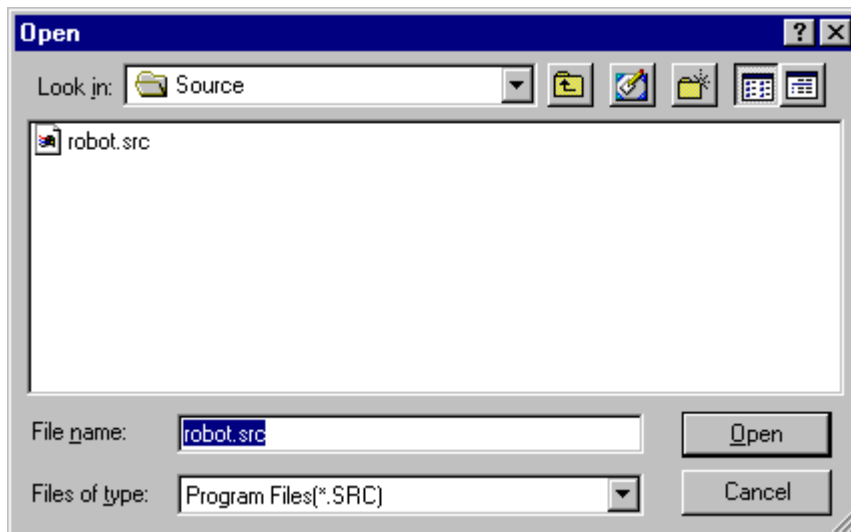 Open
Look in: Source
robot.src
File name: robot.src Open
Files of type: Program Files(*.SRC) Cancel